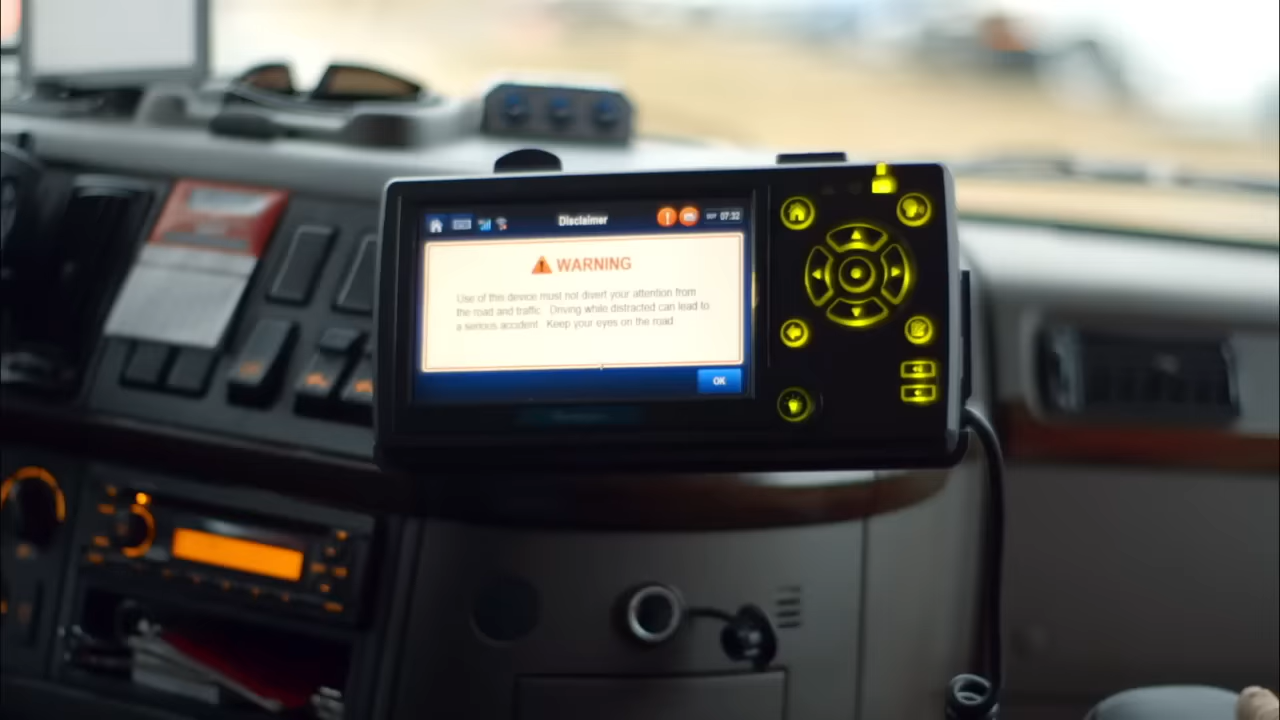 Disclaimer
07:32
WARNING
Use of this device must not divert your attention from
the road and traffic. Driving while distracted can lead to
a serious accident. Keep your eyes on the road
OK